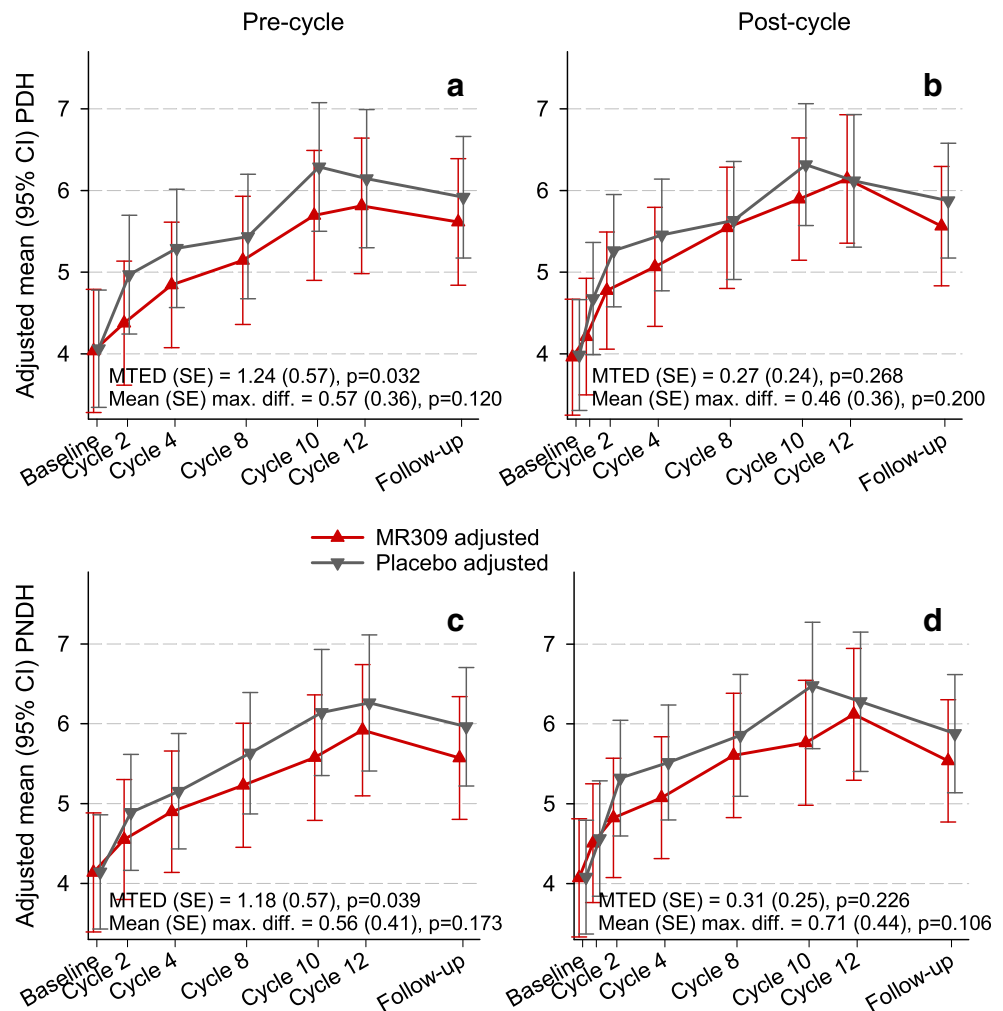 Pre-cycle
Post-cycle
Adjusted mean (95% CI) PDH
a
7
6
5
4
MTED (SE) = 1.24 (0.57), p=0.032
Mean (SE) max. diff. = 0.57 (0.36), p=0.120
Baseline
Cycle 2
Cycle 4
Cycle 8
Cycle 10
Cycle 12
Follow-up
b
7
6
5
4
MTED (SE) = 0.27 (0.24), p=0.268
Mean (SE) max. diff. = 0.46 (0.36), p=0.200
Baseline
Cycle 2
Cycle 4
Cycle 8
Cycle 10
Cycle 12
Follow-up
MR309 adjusted
Placebo adjusted
Adjusted mean (95% CI) PNDH
c
7
6
5
4
MTED (SE) = 1.18 (0.57), p=0.039
Mean (SE) max. diff. = 0.56 (0.41), p=0.173
Baseline
Cycle 2
Cycle 4
Cycle 8
Cycle 10
Cycle 12
Follow-up
d
7
6
5
4
MTED (SE) = 0.31 (0.25), p=0.226
Mean (SE) max. diff. = 0.71 (0.44), p=0.106
Baseline
Cycle 2
Cycle 4
Cycle 8
Cycle 10
Cycle 12
Follow-up